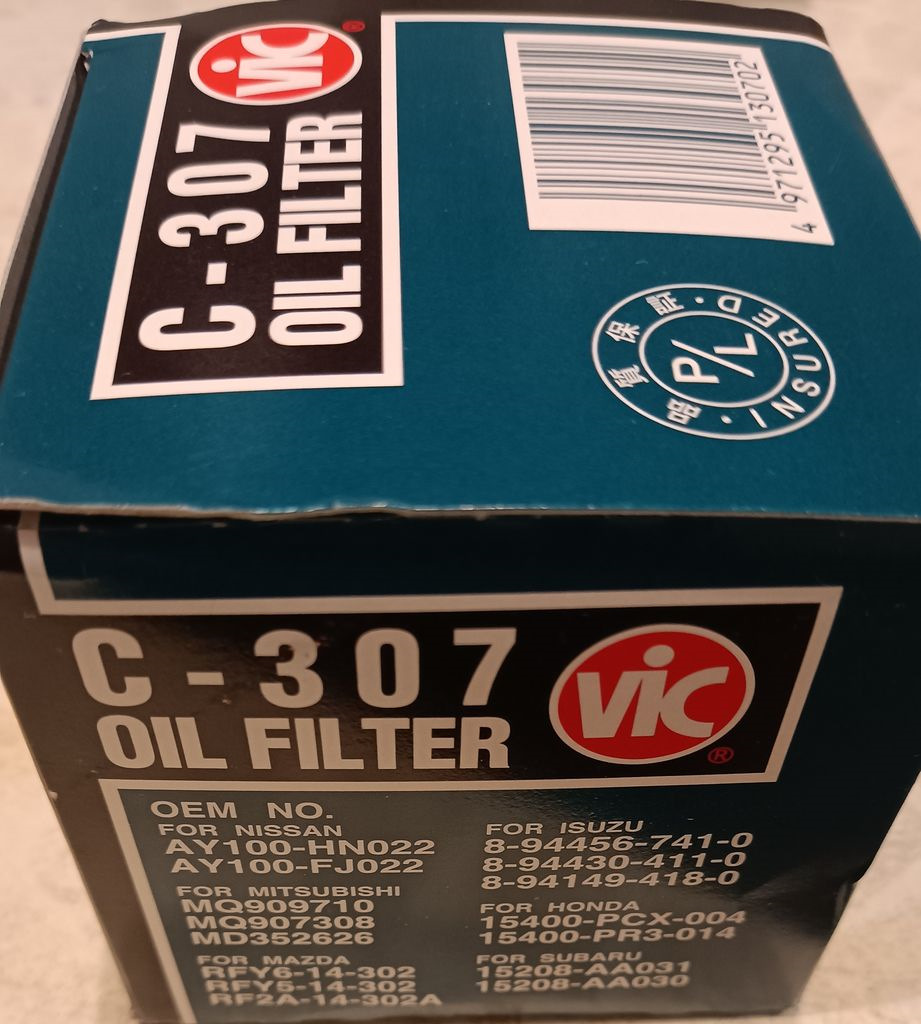 ViC®
C-307
OIL FILTER
4 971295 130702
品質保証・INSURED・
P/L
C-307
OIL FILTER
ViC
®
OEM NO.
FOR NISSAN
AY100-HN022
AY100-FJ022
FOR MITSUBISHI
MQ909710
MQ907308
MD352626
FOR MAZDA
RFY6-14-302
RFY5-14-302
RF2A-14-302A
FOR ISUZU
8-94456-741-0
8-94430-411-0
8-94149-418-0
FOR HONDA
15400-PCX-004
15400-PR3-014
FOR SUBARU
15208-AA031
15208-AA030